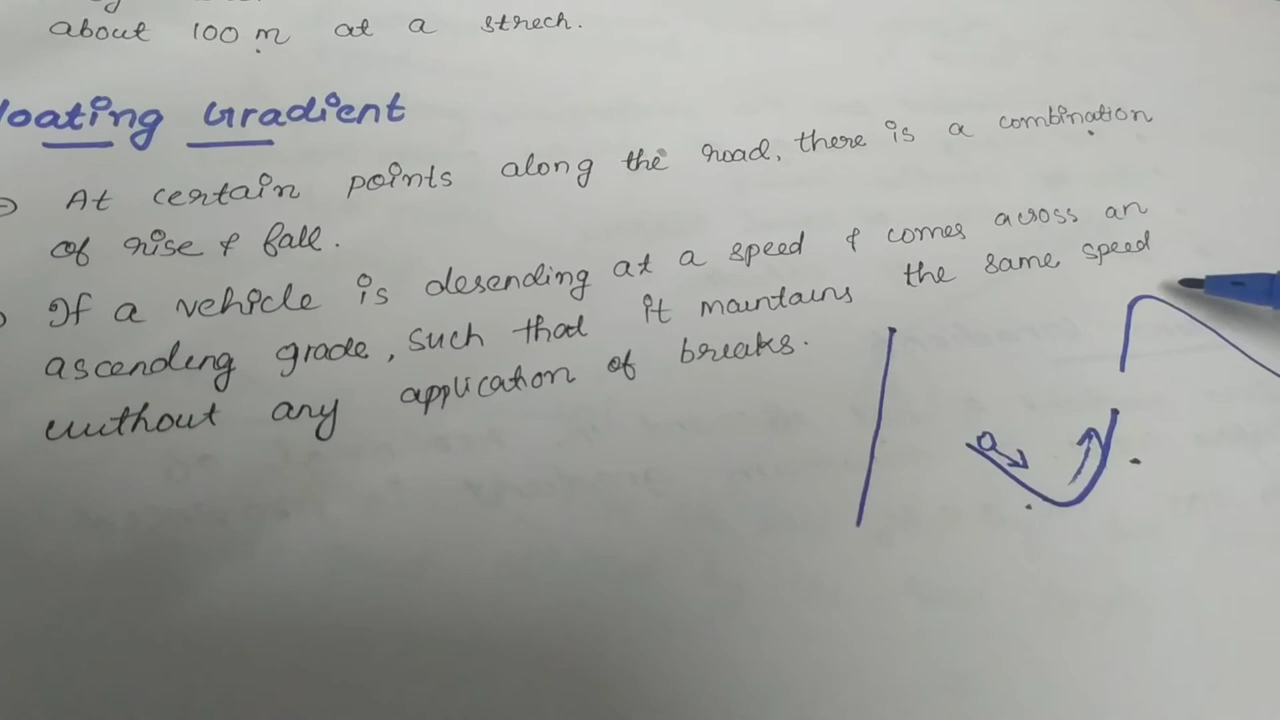 about 100 m at a strech.
loating Gradient
At certain points along the road, there is a combination
of rise & fall.
If a vehicle is desending at a speed & comes across an
ascending grade, such that it maintains the same speed
without any application of breaks.